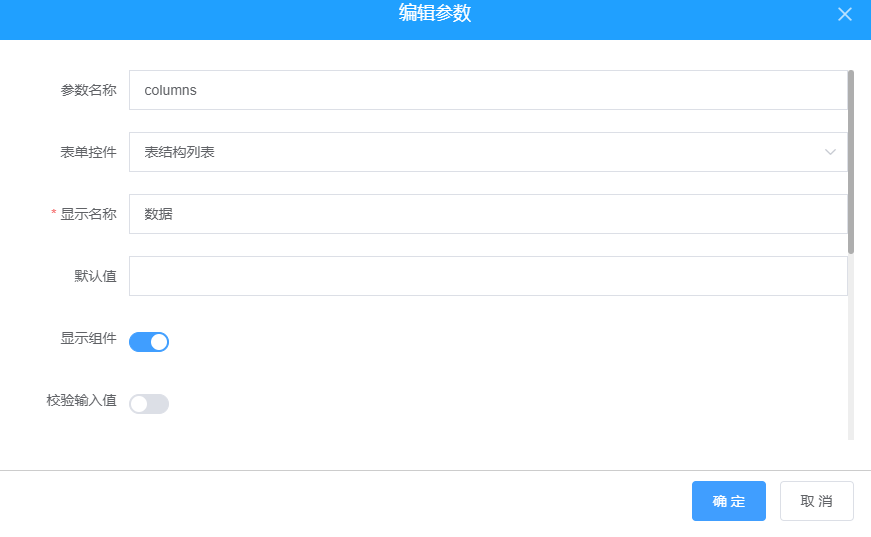 编辑参数
参数名称 columns
表单控件 表结构列表
* 显示名称 数据
默认值
显示组件
校验输入值
确 定 取 消